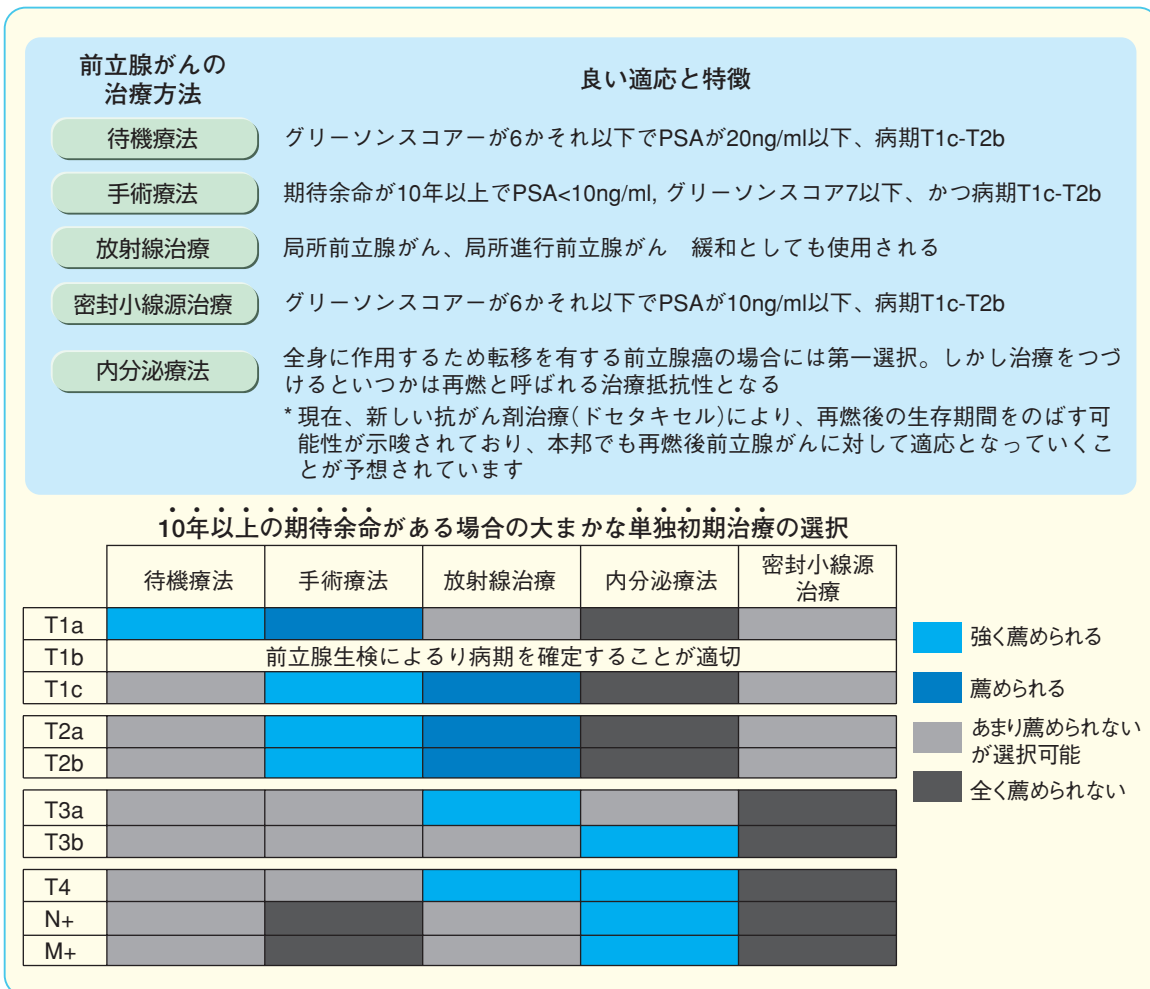 前立腺がんの
治療方法
良い適応と特徴
待機療法
グリーソンスコアーが6かそれ以下でPSAが20ng/ml以下、病期T1c-T2b
手術療法
期待余命が10年以上でPSA<10ng/ml, グリーソンスコア7以下、かつ病期T1c-T2b
放射線治療
局所前立腺がん、局所進行前立腺がん　緩和としても使用される
密封小線源治療
グリーソンスコアーが6かそれ以下でPSAが10ng/ml以下、病期T1c-T2b
内分泌療法
全身に作用するため転移を有する前立腺癌の場合には第一選択。しかし治療をつづ
けるといつかは再燃と呼ばれる治療抵抗性となる
* 現在、新しい抗がん剤治療(ドセタキセル)により、再燃後の生存期間をのばす可
能性が示唆されており、本邦でも再燃後前立腺がんに対して適応となっていくこ
とが予想されています
10年以上の期待余命がある場合の大まかな単独初期治療の選択
待機療法
手術療法
放射線治療
内分泌療法
密封小線源
治療
T1a
T1b
前立腺生検によるり病期を確定することが適切
T1c
T2a
T2b
T3a
T3b
T4
N+
M+
強く薦められる
薦められる
あまり薦められない
が選択可能
全く薦められない